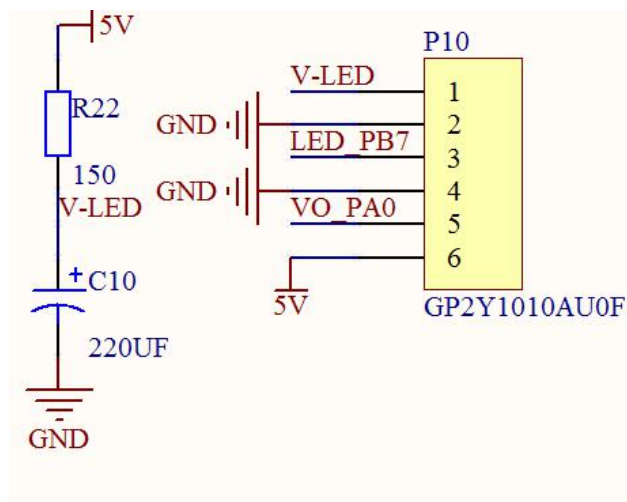 5V
R22
150
V-LED
+
C10
220UF
GND
P10
V-LED
1
GND
2
LED_PB7
3
GND
4
VO_PA0
5
6
5V
GP2Y1010AU0F